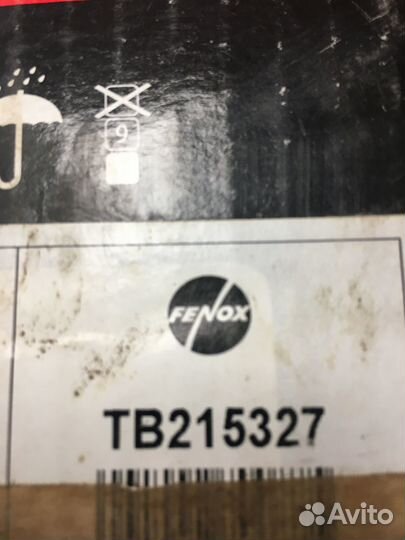 9
FENOX
TB215327
Avito